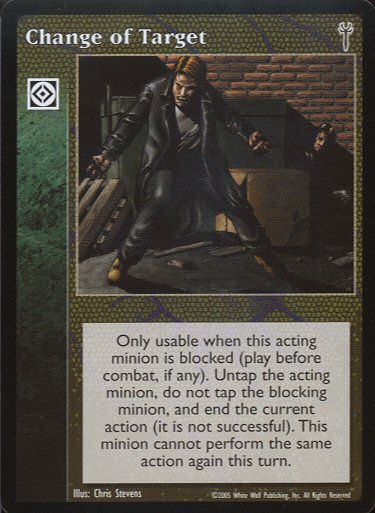 Change of Target
Only usable when this acting
minion is blocked (play before
combat, if any). Untap the acting
minion, do not tap the blocking
minion, and end the current
action (it is not successful). This
minion cannot perform the same
action again this turn.
Illus: Chris Stevens ©2005 White Wolf Publishing, Inc. All Rights Reserved